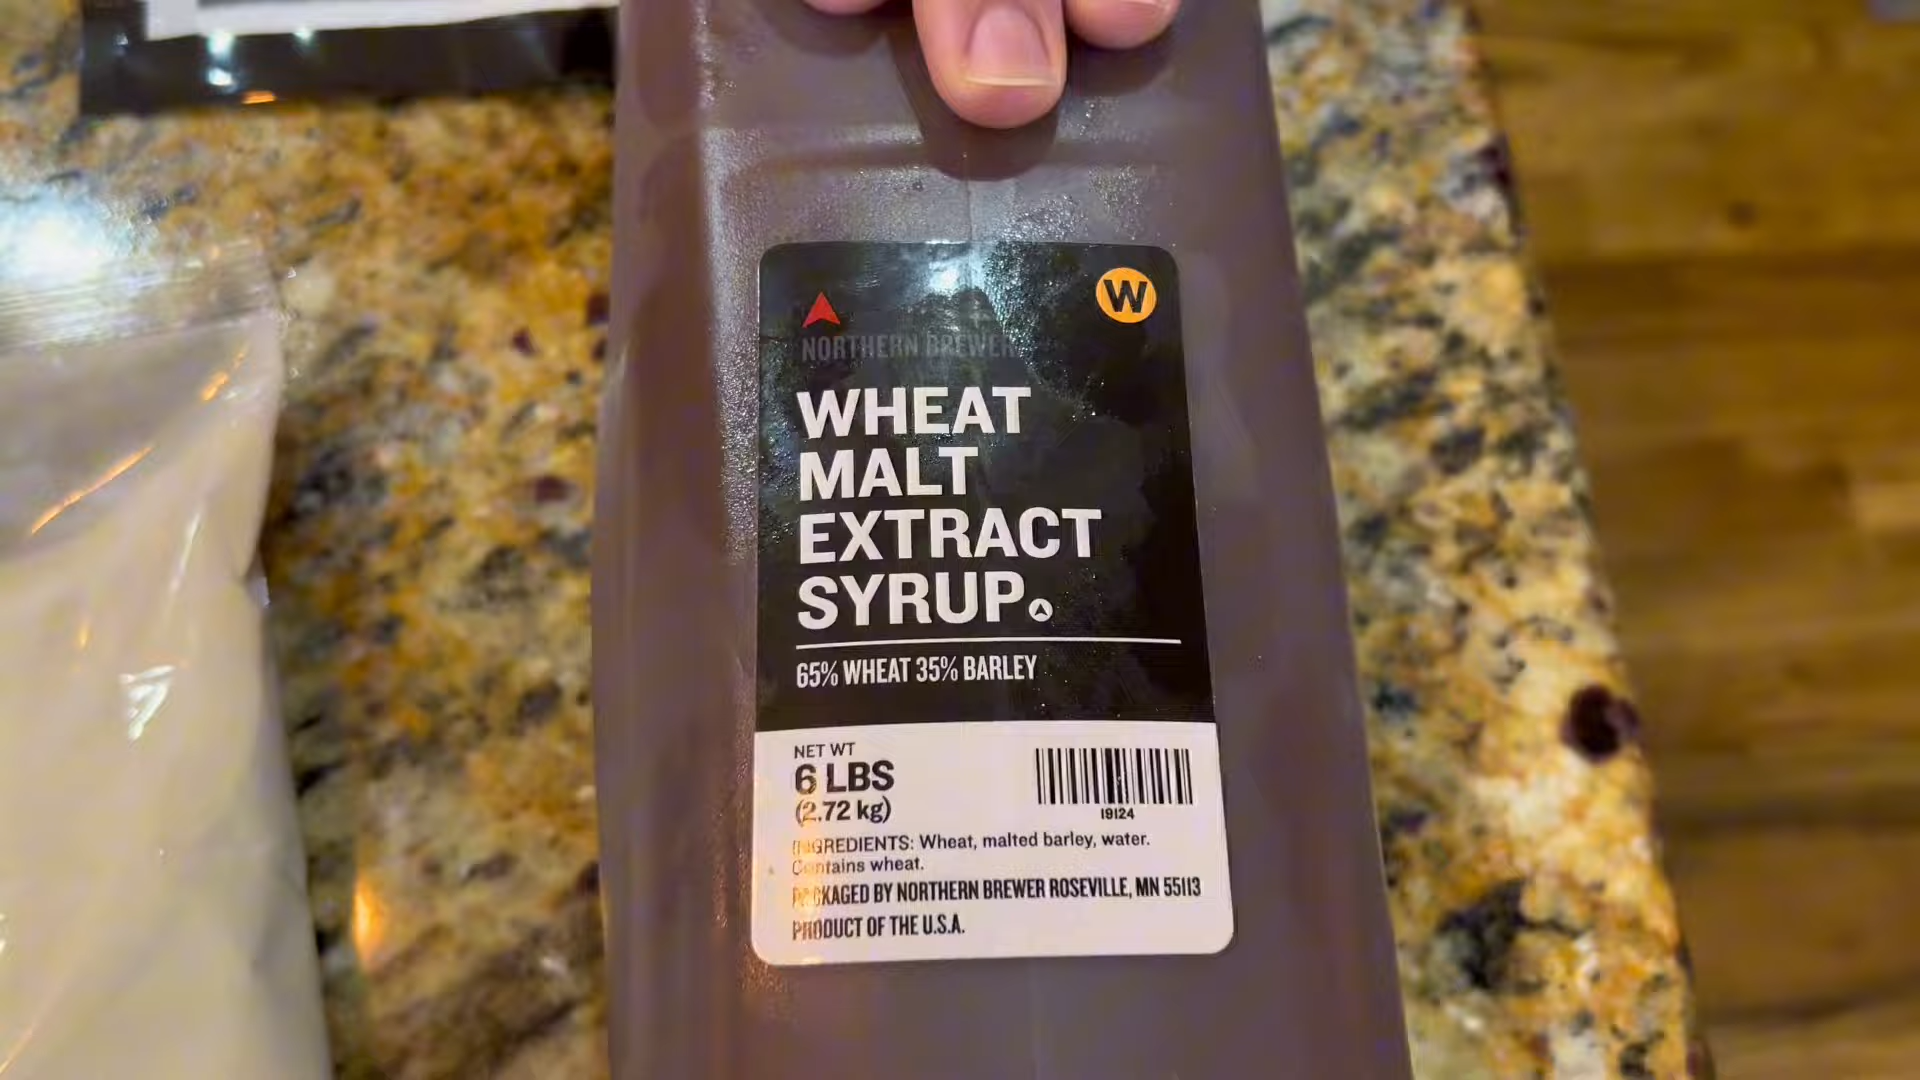 W
NORTHERN BREWER
WHEAT
MALT
EXTRACT
SYRUP
65% WHEAT 35% BARLEY
NET WT
6 LBS
(2.72 kg)
19124
INGREDIENTS: Wheat, malted barley, water.
Contains wheat.
PACKAGED BY NORTHERN BREWER ROSEVILLE, MN 55113
PRODUCT OF THE U.S.A.